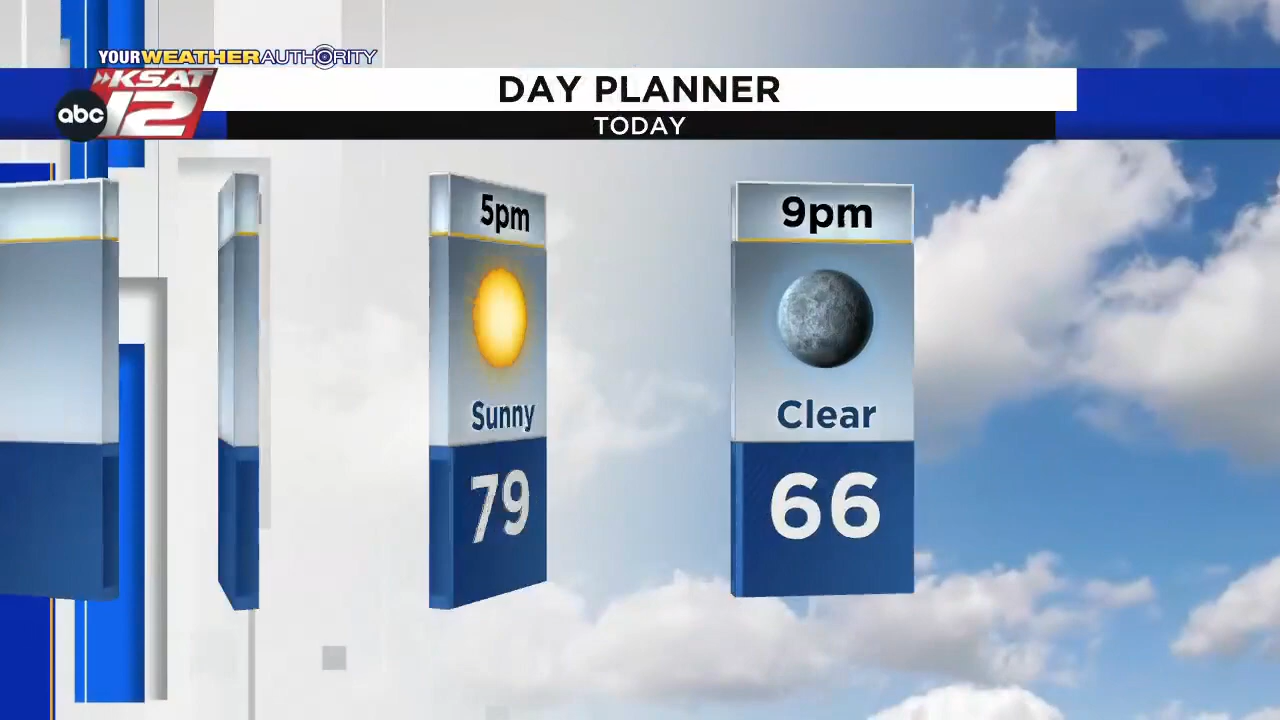 YOURWEATHERAUTHORITY
KSAT
abc
12
DAY PLANNER
TODAY
5pm
Sunny
79
9pm
Clear
66